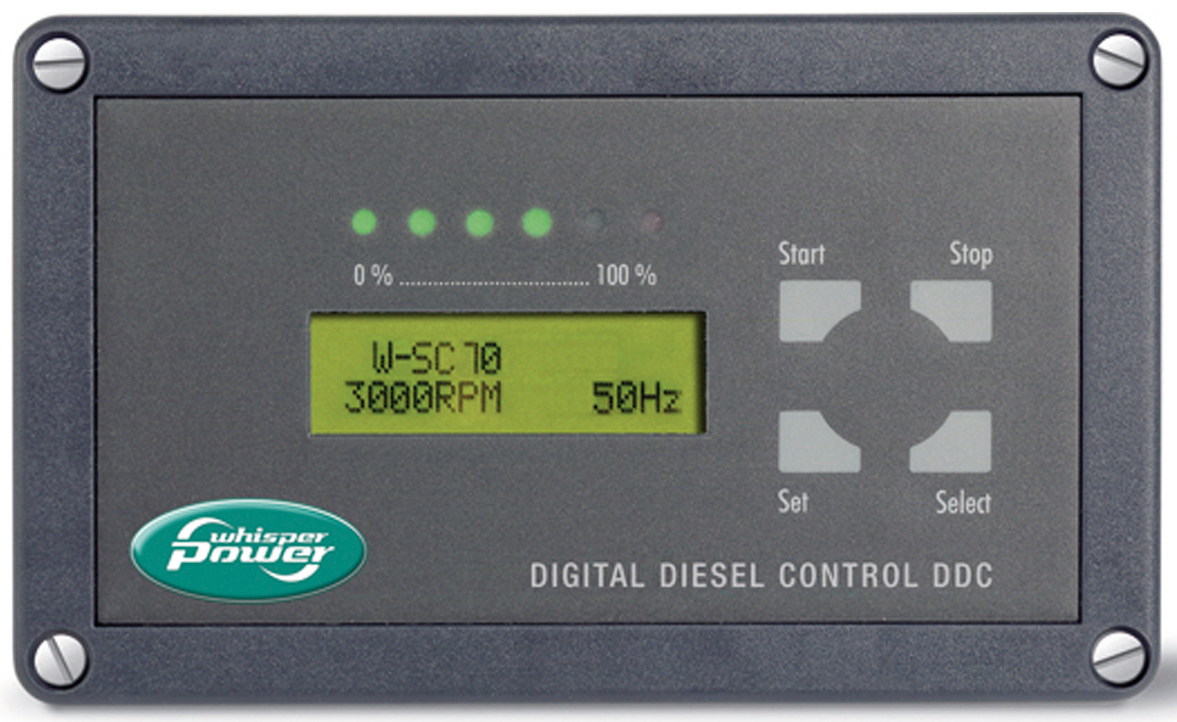 0 % ........................................ 100 %
Start Stop
W-SC70
3000RPM 50Hz
Set Select
whisper
power
DIGITAL DIESEL CONTROL DDC